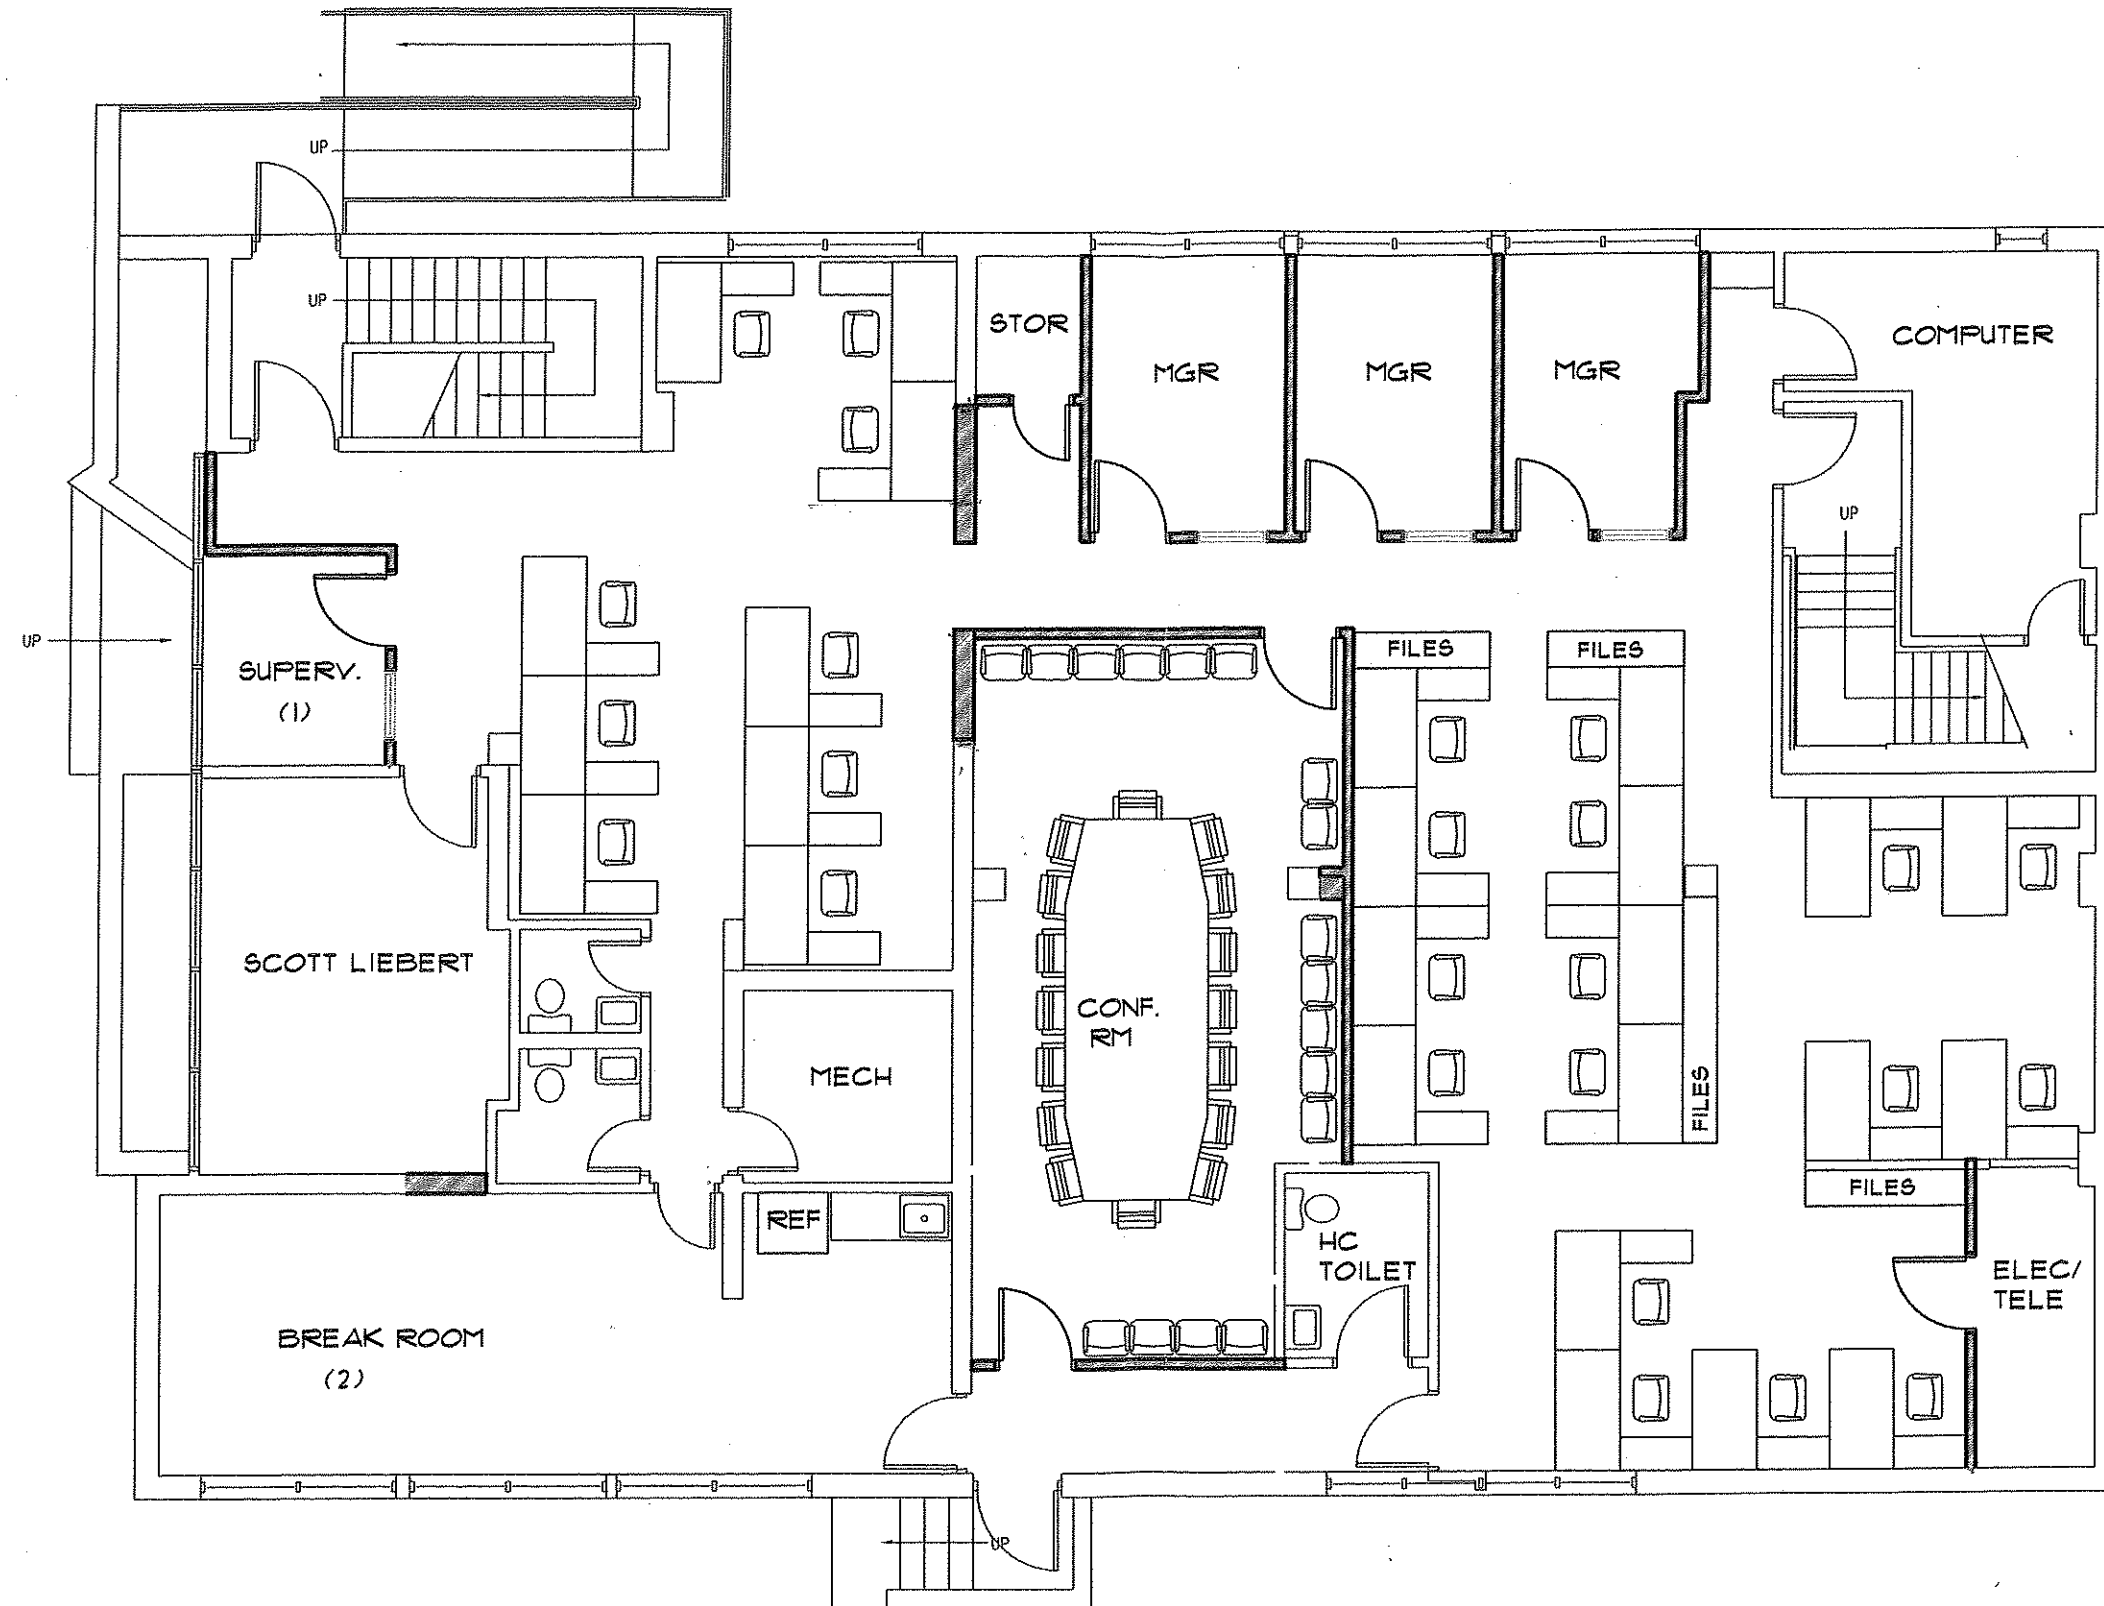 UP
UP
STOR
MGR
MGR
MGR
COMPUTER
UP
UP
SUPERV.
(1)
FILES
FILES
SCOTT LIEBERT
CONF.
RM
MECH
FILES
FILES
REF
HC
TOILET
ELEC/
TELE
BREAK ROOM
(2)
UP